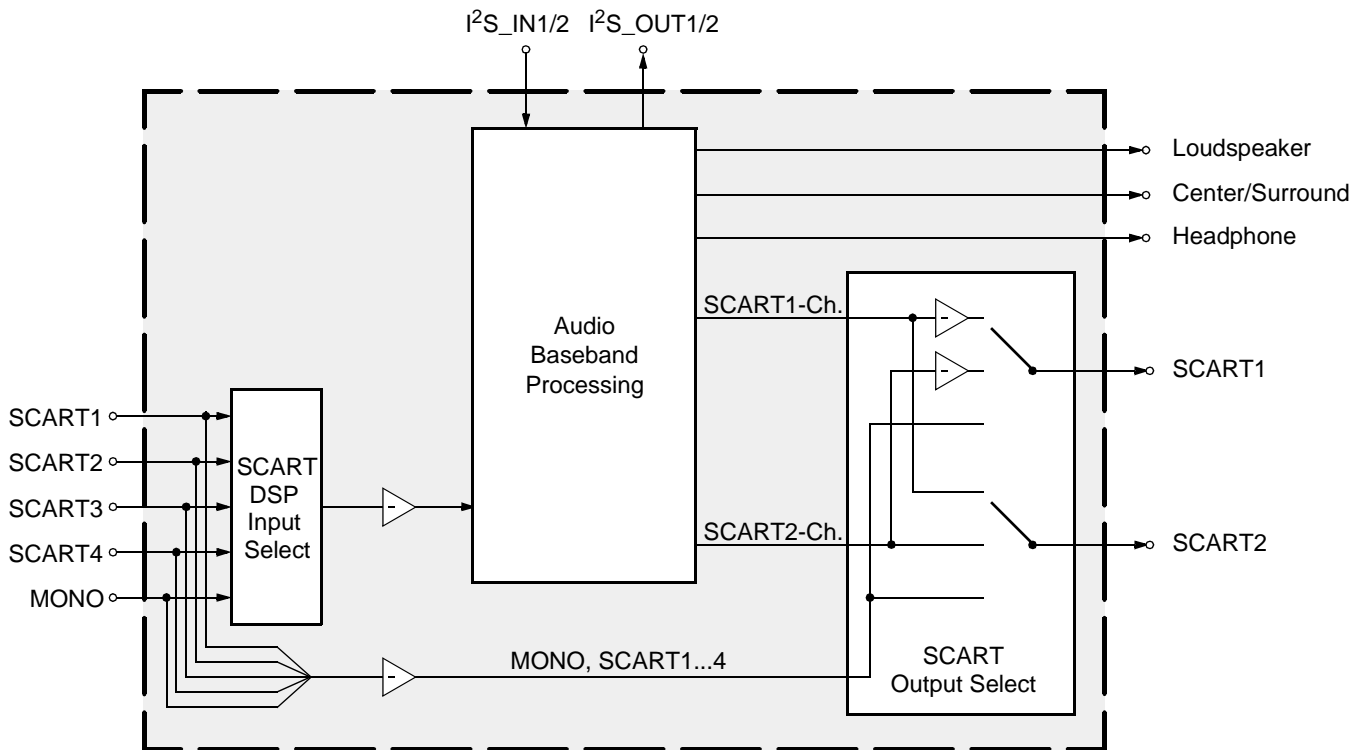 I²S_IN1/2 I²S_OUT1/2
Loudspeaker
Center/Surround
Headphone
SCART1-Ch.
-
Audio
Baseband
Processing
-
SCART1
SCART1
SCART2
SCART3
SCART4
MONO
SCART
DSP
Input
Select
-
SCART2-Ch.
SCART2
-
MONO, SCART1...4
SCART
Output Select